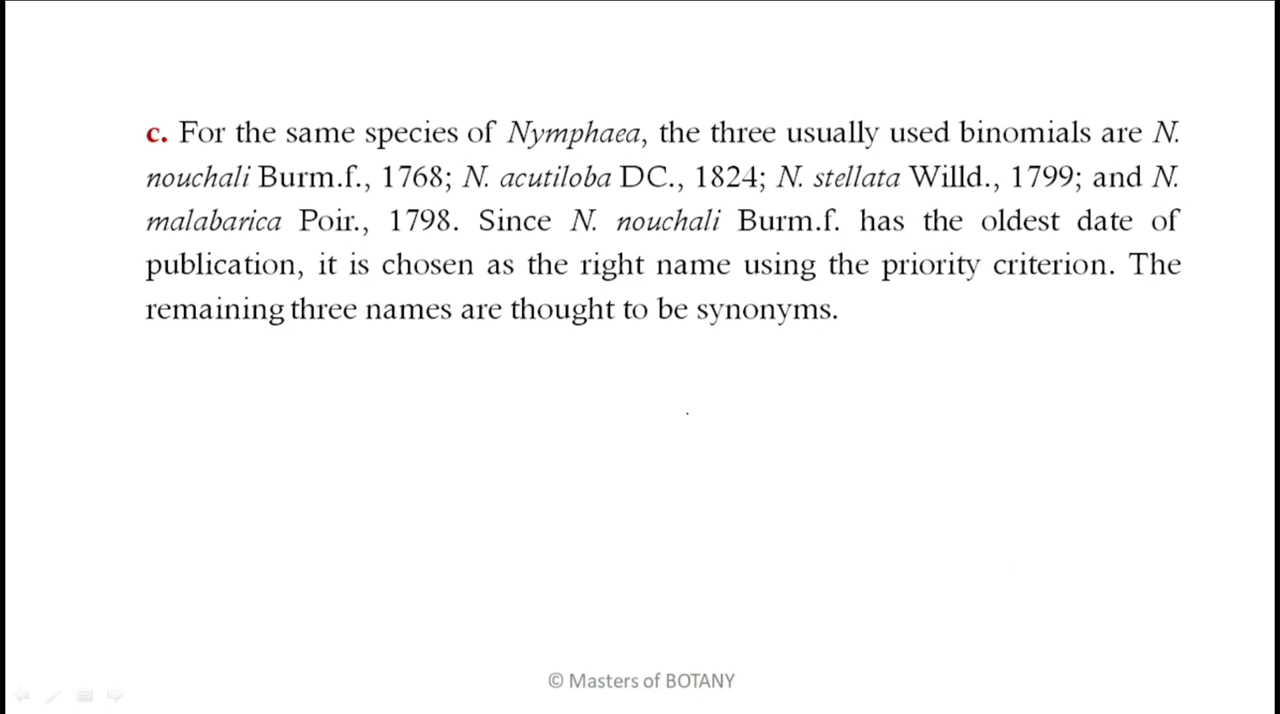 c. For the same species of Nymphaea, the three usually used binomials are N.
nouchali Burm.f., 1768; N. acutiloba DC., 1824; N. stellata Willd., 1799; and N.
malabarica Poir., 1798. Since N. nouchali Burm.f. has the oldest date of
publication, it is chosen as the right name using the priority criterion. The
remaining three names are thought to be synonyms.
© Masters of BOTANY